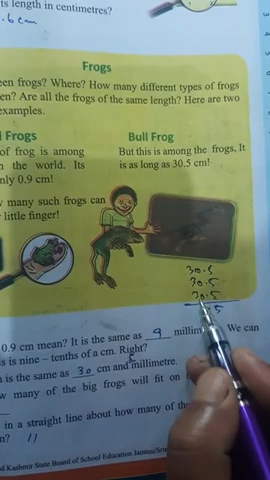 ts length in centimetres?
.6cm
Frogs
een frogs? Where? How many different types of frogs
en? Are all the frogs of the same length? Here are two
examples.
l Frogs
of frog is among
n the world. Its
nly 0.9 cm!
w many such frogs can
r little finger!
Bull Frog
But this is among the frogs, It
is as long as 30.5 cm!
30.5
30.5
30.5
5
0.9 cm mean? It is the same as 9 millim We can
s is nine – tenths of a cm. Right?
is the same as 30 cm and millimetre.
w many of the big frogs will fit on
in a straight line about how many of the
n? 11
d Kashmir State Board of School Education Jammu/Srin